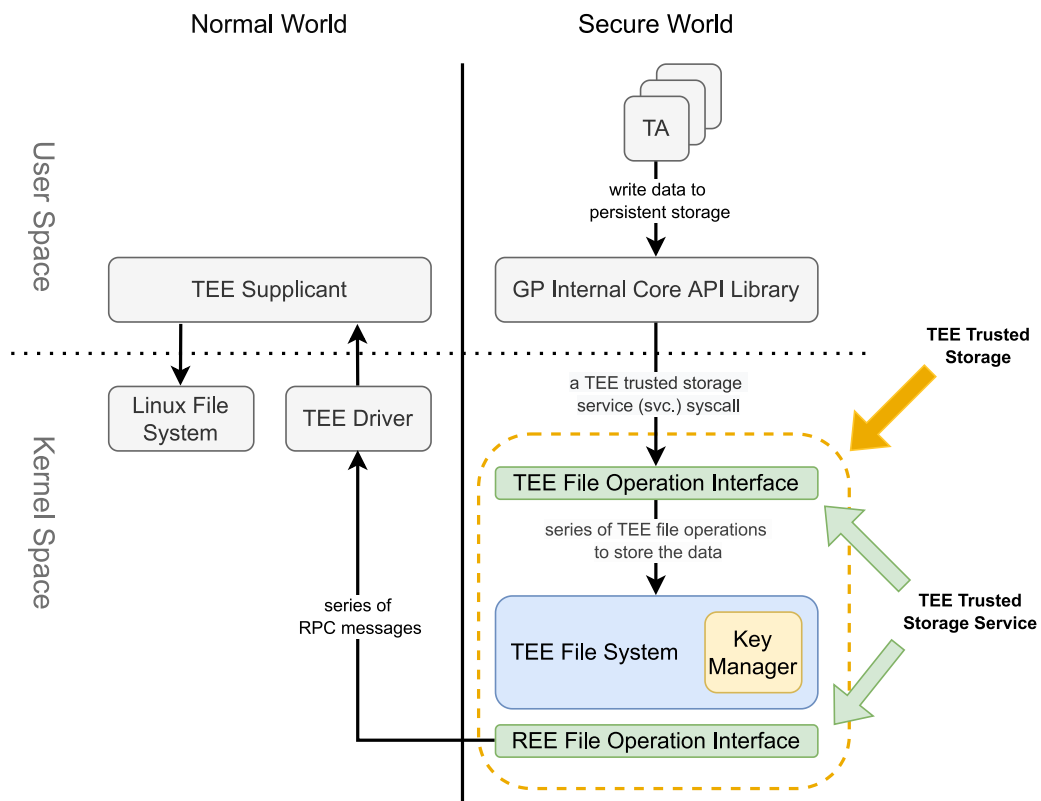 Normal World
Secure World
User Space
Kernel Space
TA
write data to
persistent storage
TEE Supplicant
GP Internal Core API Library
TEE Trusted
Storage
a TEE trusted storage
service (svc.) syscall
Linux File
System
TEE Driver
TEE File Operation Interface
series of TEE file operations
to store the data
series of
RPC messages
TEE File System
Key
Manager
TEE Trusted
Storage Service
REE File Operation Interface